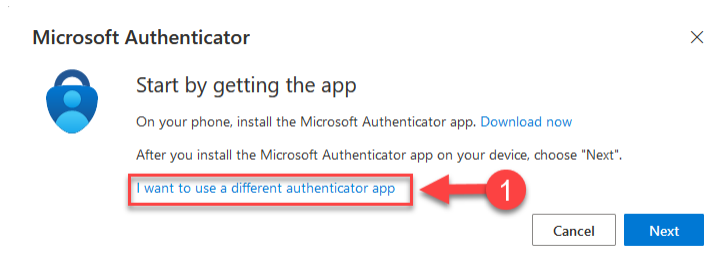 Microsoft Authenticator
Start by getting the app
On your phone, install the Microsoft Authenticator app. Download now
After you install the Microsoft Authenticator app on your device, choose "Next".
I want to use a different authenticator app
1
Cancel
Next